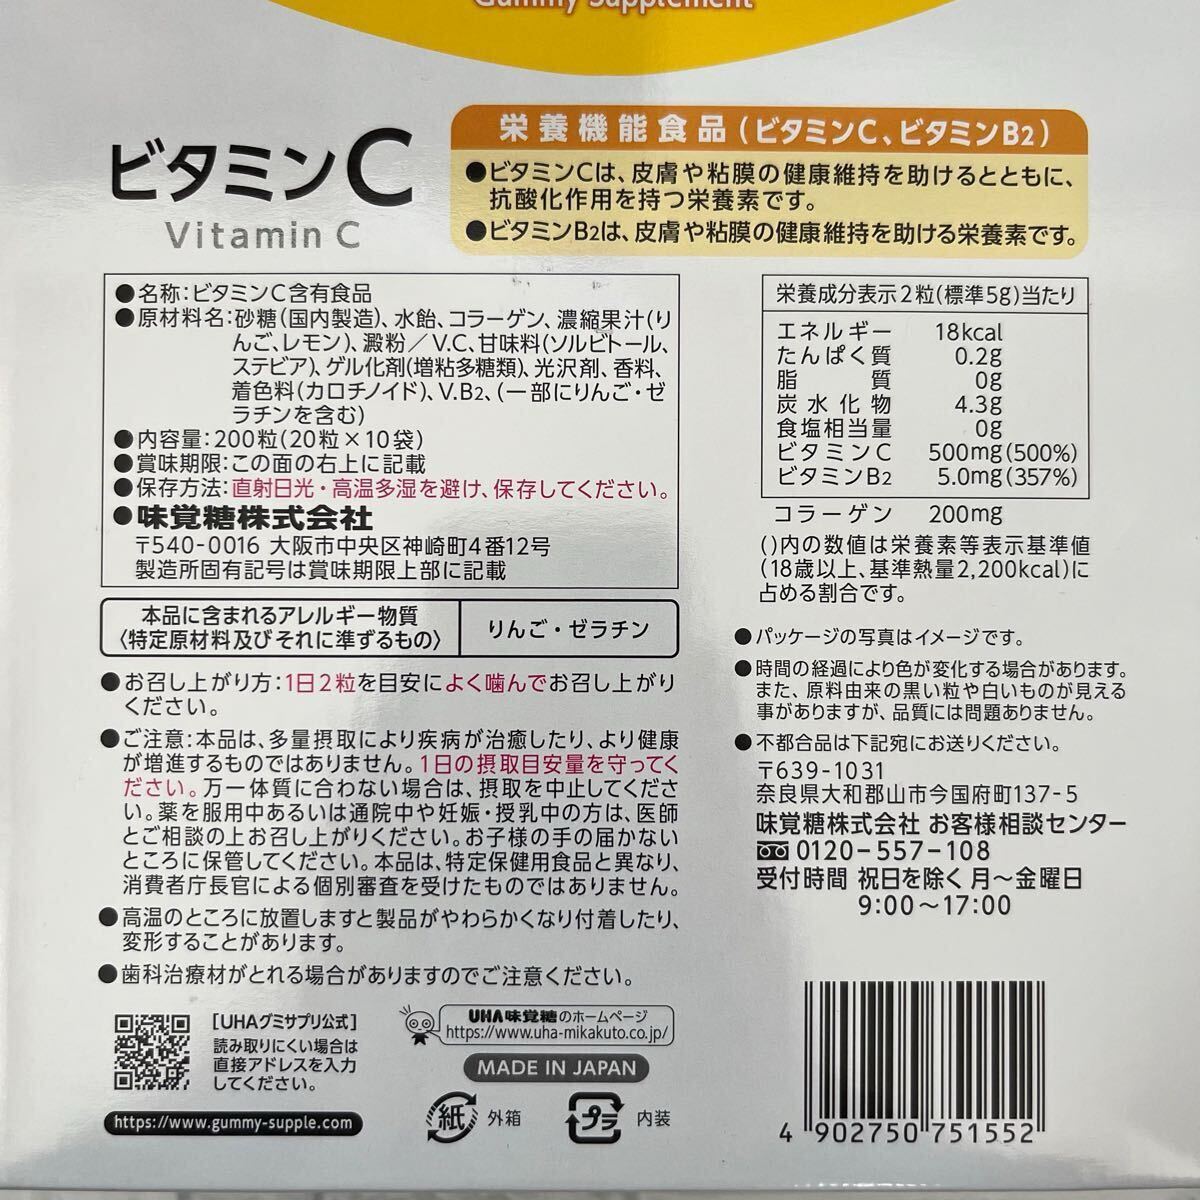 Gummy Supplement
ビタミンC
Vitamin C
栄養機能食品(ビタミンC、ビタミンB2)
●ビタミンCは、皮膚や粘膜の健康維持を助けるとともに、
抗酸化作用を持つ栄養素です。
●ビタミンB2は、皮膚や粘膜の健康維持を助ける栄養素です。
●名称:ビタミンC含有食品
●原材料名:砂糖(国内製造)、水飴、コラーゲン、濃縮果汁(り
んご、レモン)、澱粉/V.C、甘味料(ソルビトール、
ステビア)、ゲル化剤(増粘多糖類)、光沢剤、香料、
着色料(カロチノイド)、V.B2、(一部にりんご・ゼ
ラチンを含む)
●内容量:200粒(20粒×10袋)
●賞味期限:この面の右上に記載
●保存方法:直射日光・高温多湿を避け、保存してください。
●味覚糖株式会社
〒540-0016 大阪市中央区神崎町4番12号
製造所固有記号は賞味期限上部に記載
本品に含まれるアレルギー物質
〈特定原材料及びそれに準ずるもの〉
りんご・ゼラチン
●お召し上がり方:1日2粒を目安によく噛んでお召し上がり
ください。
●ご注意:本品は、多量摂取により疾病が治癒したり、より健康
が増進するものではありません。1日の摂取目安量を守ってく
ださい。万一体質に合わない場合は、摂取を中止してくださ
い。薬を服用中あるいは通院中や妊娠・授乳中の方は、医師
とご相談の上お召し上がりください。お子様の手の届かない
ところに保管してください。本品は、特定保健用食品と異なり、
消費者庁長官による個別審査を受けたものではありません。
●高温のところに放置しますと製品がやわらかくなり付着したり、
変形することがあります。
●歯科治療材がとれる場合がありますのでご注意ください。
[UHAグミサプリ公式]
読み取りにくい場合は
直接アドレスを入力
してください。
https://www.gummy-supple.com
UHA味覚糖のホームページ
https://www.uha-mikakuto.co.jp/
MADE IN JAPAN
紙 外箱
プラ 内装
栄養成分表示2粒(標準5g)当たり
エネルギー 18kcal
たんぱく質 0.2g
脂質 0g
炭水化物 4.3g
食塩相当量 0g
ビタミンC 500mg(500%)
ビタミンB2 5.0mg(357%)
コラーゲン 200mg
()内の数値は栄養素等表示基準値
(18歳以上、基準熱量2,200kcal)に
占める割合です。
●パッケージの写真はイメージです。
●時間の経過により色が変化する場合があります。
また、原料由来の黒い粒や白いものが見える
事がありますが、品質には問題ありません。
●不都合品は下記宛にお送りください。
〒639-1031
奈良県大和郡山市今国府町137-5
味覚糖株式会社 お客様相談センター
0120-557-108
受付時間 祝日を除く 月〜金曜日
9:00〜17:00
4 902750 751552